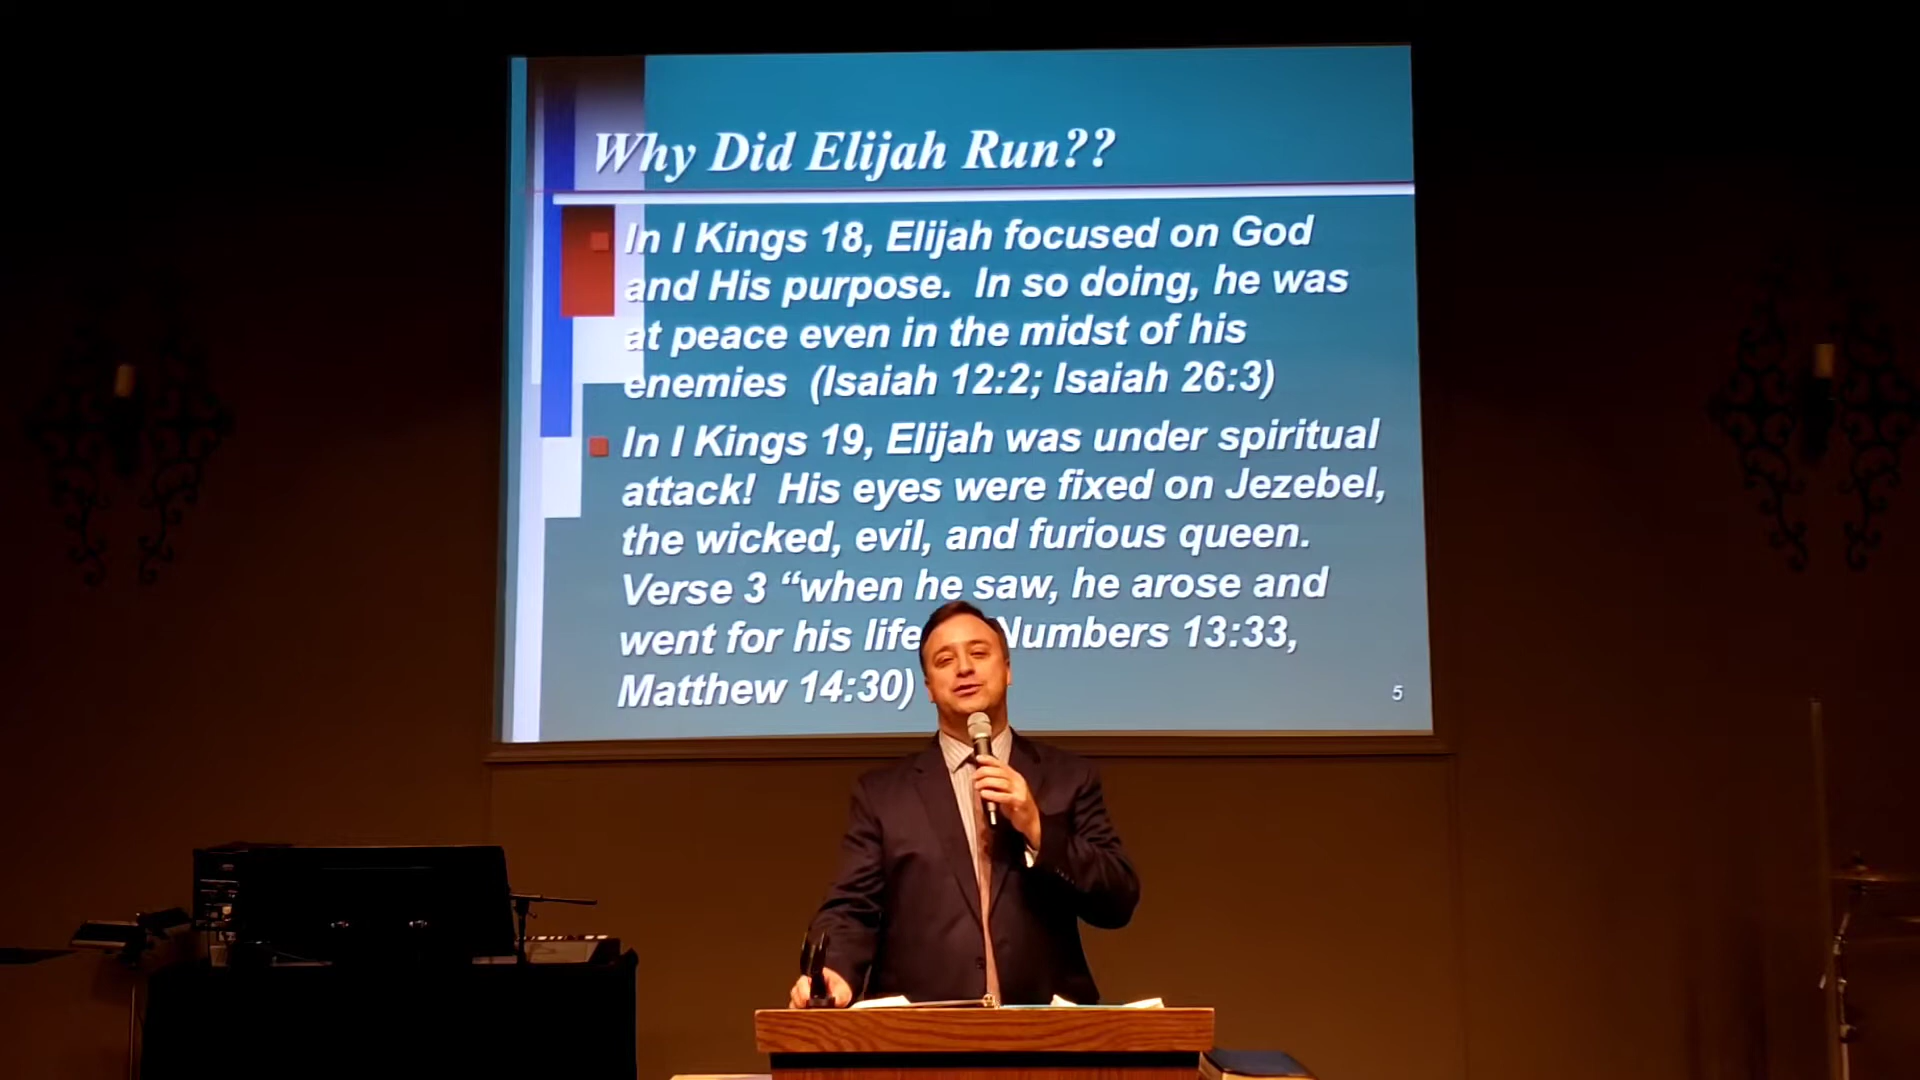 Why Did Elijah Run??
In I Kings 18, Elijah focused on God
and His purpose. In so doing, he was
at peace even in the midst of his
enemies (Isaiah 12:2; Isaiah 26:3)
In I Kings 19, Elijah was under spiritual
attack! His eyes were fixed on Jezebel,
the wicked, evil, and furious queen.
Verse 3 “when he saw, he arose and
went for his life Numbers 13:33,
Matthew 14:30)
5